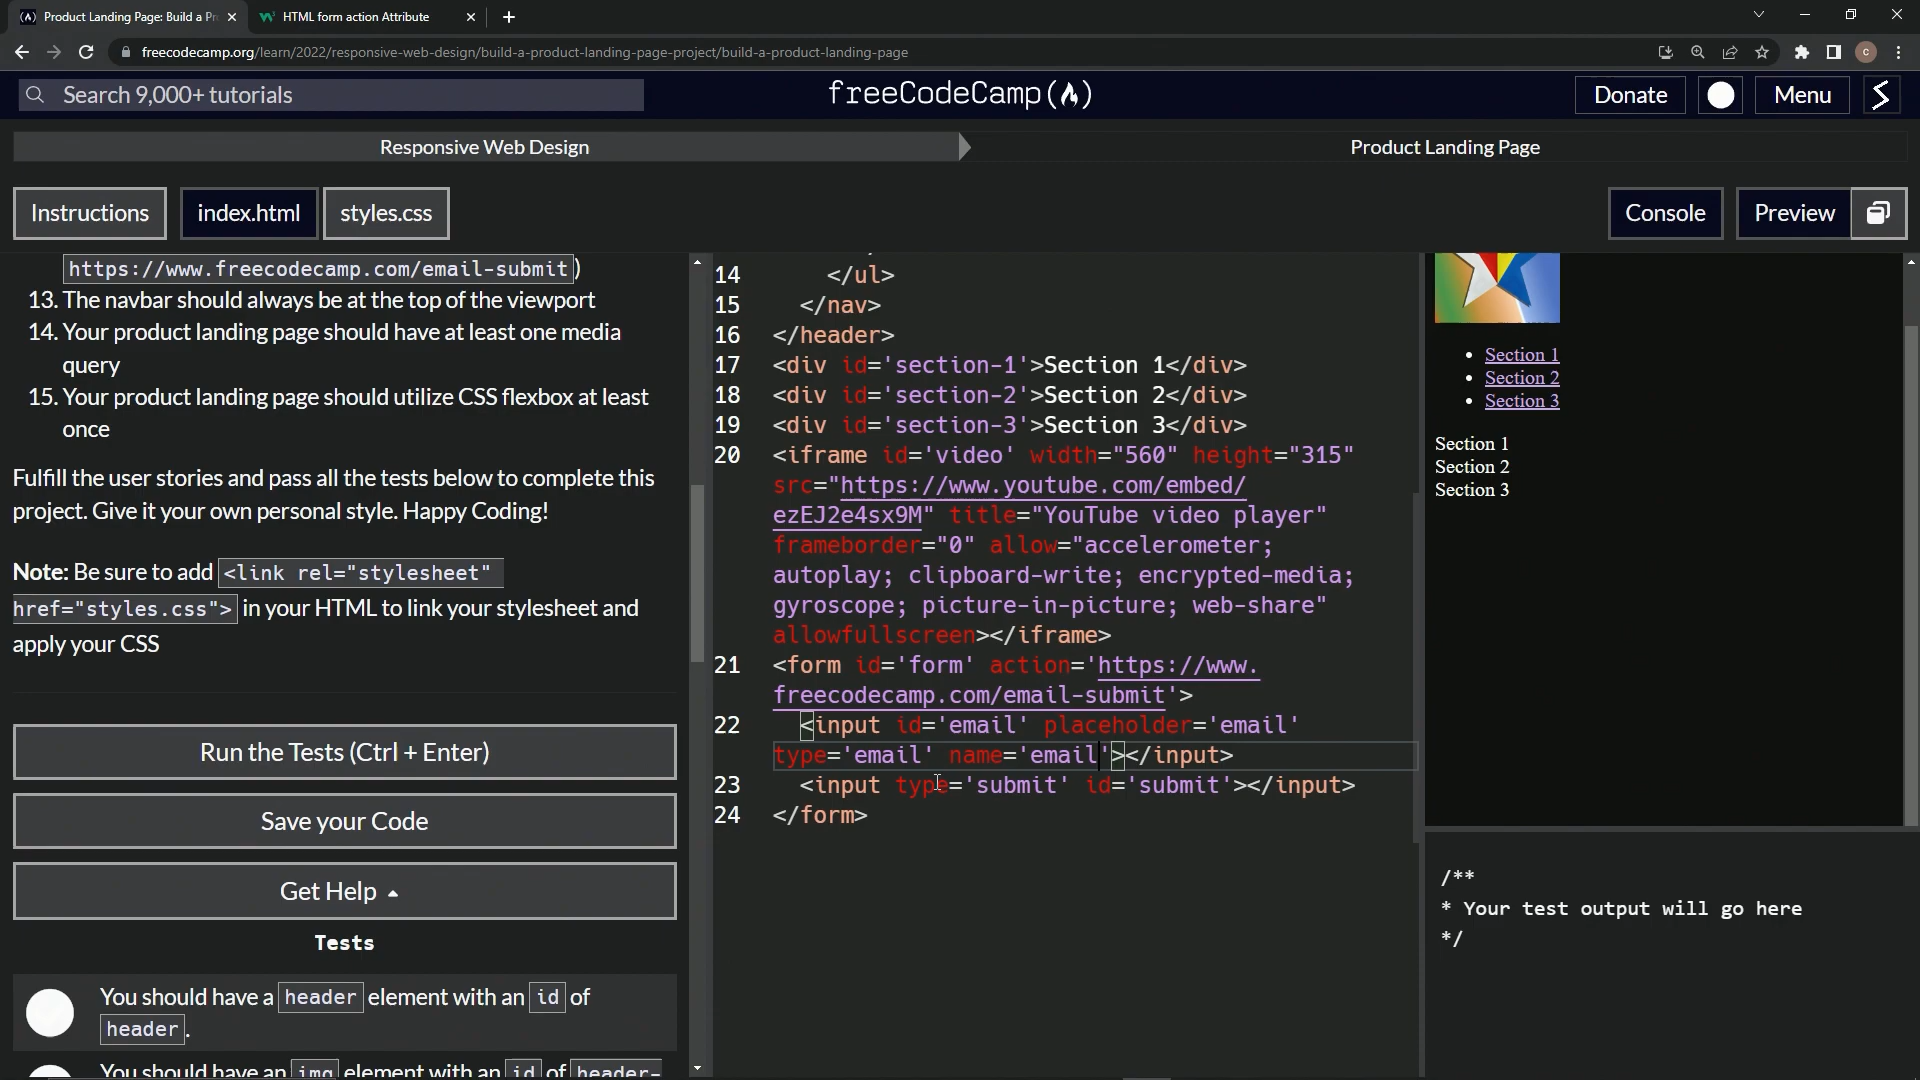 Product Landing Page: Build a Pr
HTML form action Attribute
freecodecamp.org/learn/2022/responsive-web-design/build-a-product-landing-page-project/build-a-product-landing-page
C
Search 9,000+ tutorials
freeCodeCamp
Donate
Menu
Responsive Web Design
Product Landing Page
Instructions
index.html
styles.css
Console
Preview
https://www.freecodecamp.com/email-submit)
13. The navbar should always be at the top of the viewport
14. Your product landing page should have at least one media
query
15. Your product landing page should utilize CSS flexbox at least
once
Fulfill the user stories and pass all the tests below to complete this
project. Give it your own personal style. Happy Coding!
Note: Be sure to add <link rel="stylesheet"
href="styles.css"> in your HTML to link your stylesheet and
apply your CSS
Run the Tests (Ctrl + Enter)
Save your Code
Get Help
Tests
You should have a header element with an id of
header.
You should have an img element with an id of header-
14 </ul>
15 </nav>
16 </header>
17 <div id='section-1'>Section 1</div>
18 <div id='section-2'>Section 2</div>
19 <div id='section-3'>Section 3</div>
20 <iframe id='video' width="560" height="315"
src="https://www.youtube.com/embed/
ezEJ2e4sx9M" title="YouTube video player"
frameborder="0" allow="accelerometer;
autoplay; clipboard-write; encrypted-media;
gyroscope; picture-in-picture; web-share"
allowfullscreen></iframe>
21 <form id='form' action='https://www.
freecodecamp.com/email-submit'>
22 <input id='email' placeholder='email'
type='email' name='email'></input>
23 <input type='submit' id='submit'></input>
24 </form>
Section 1
Section 2
Section 3
Section 1
Section 2
Section 3
/**
* Your test output will go here
*/